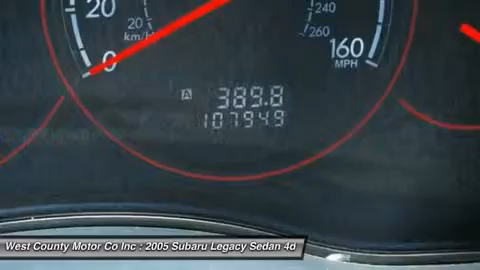 20
20
km/h
0
240
260
160
MPH
A 389.8
107949
West County Motor Co Inc : 2005 Subaru Legacy Sedan 4d